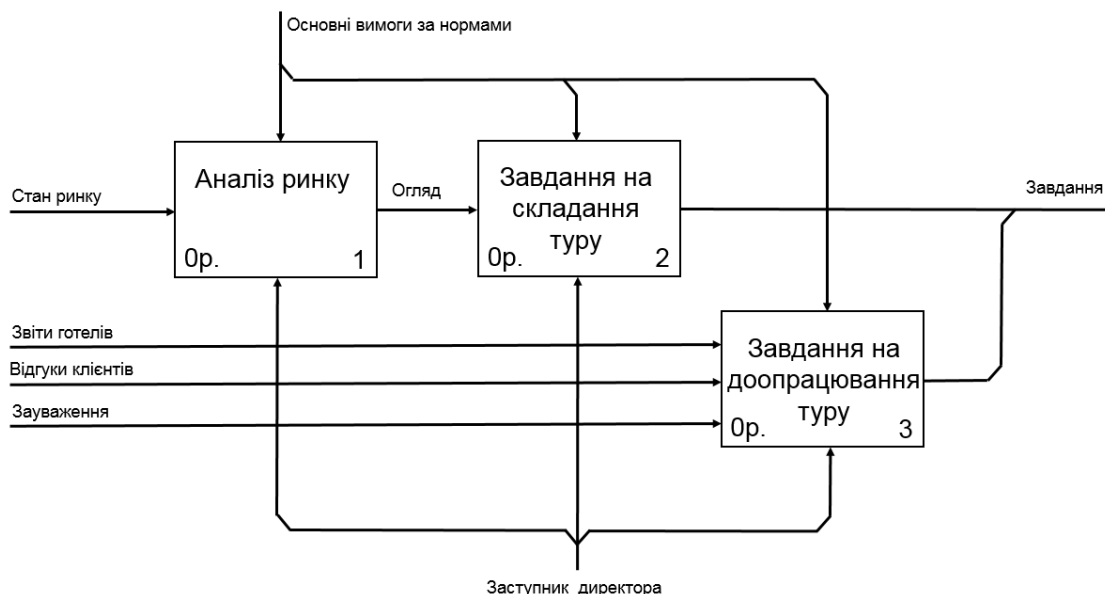 Основні вимоги за нормами
Аналіз ринку
0р. 1
Стан ринку
Огляд
Завдання на
складання
туру
0р. 2
Завдання
Звіти готелів
Відгуки клієнтів
Зауваження
Завдання на
доопрацювання
туру
0р. 3
Заступник директора